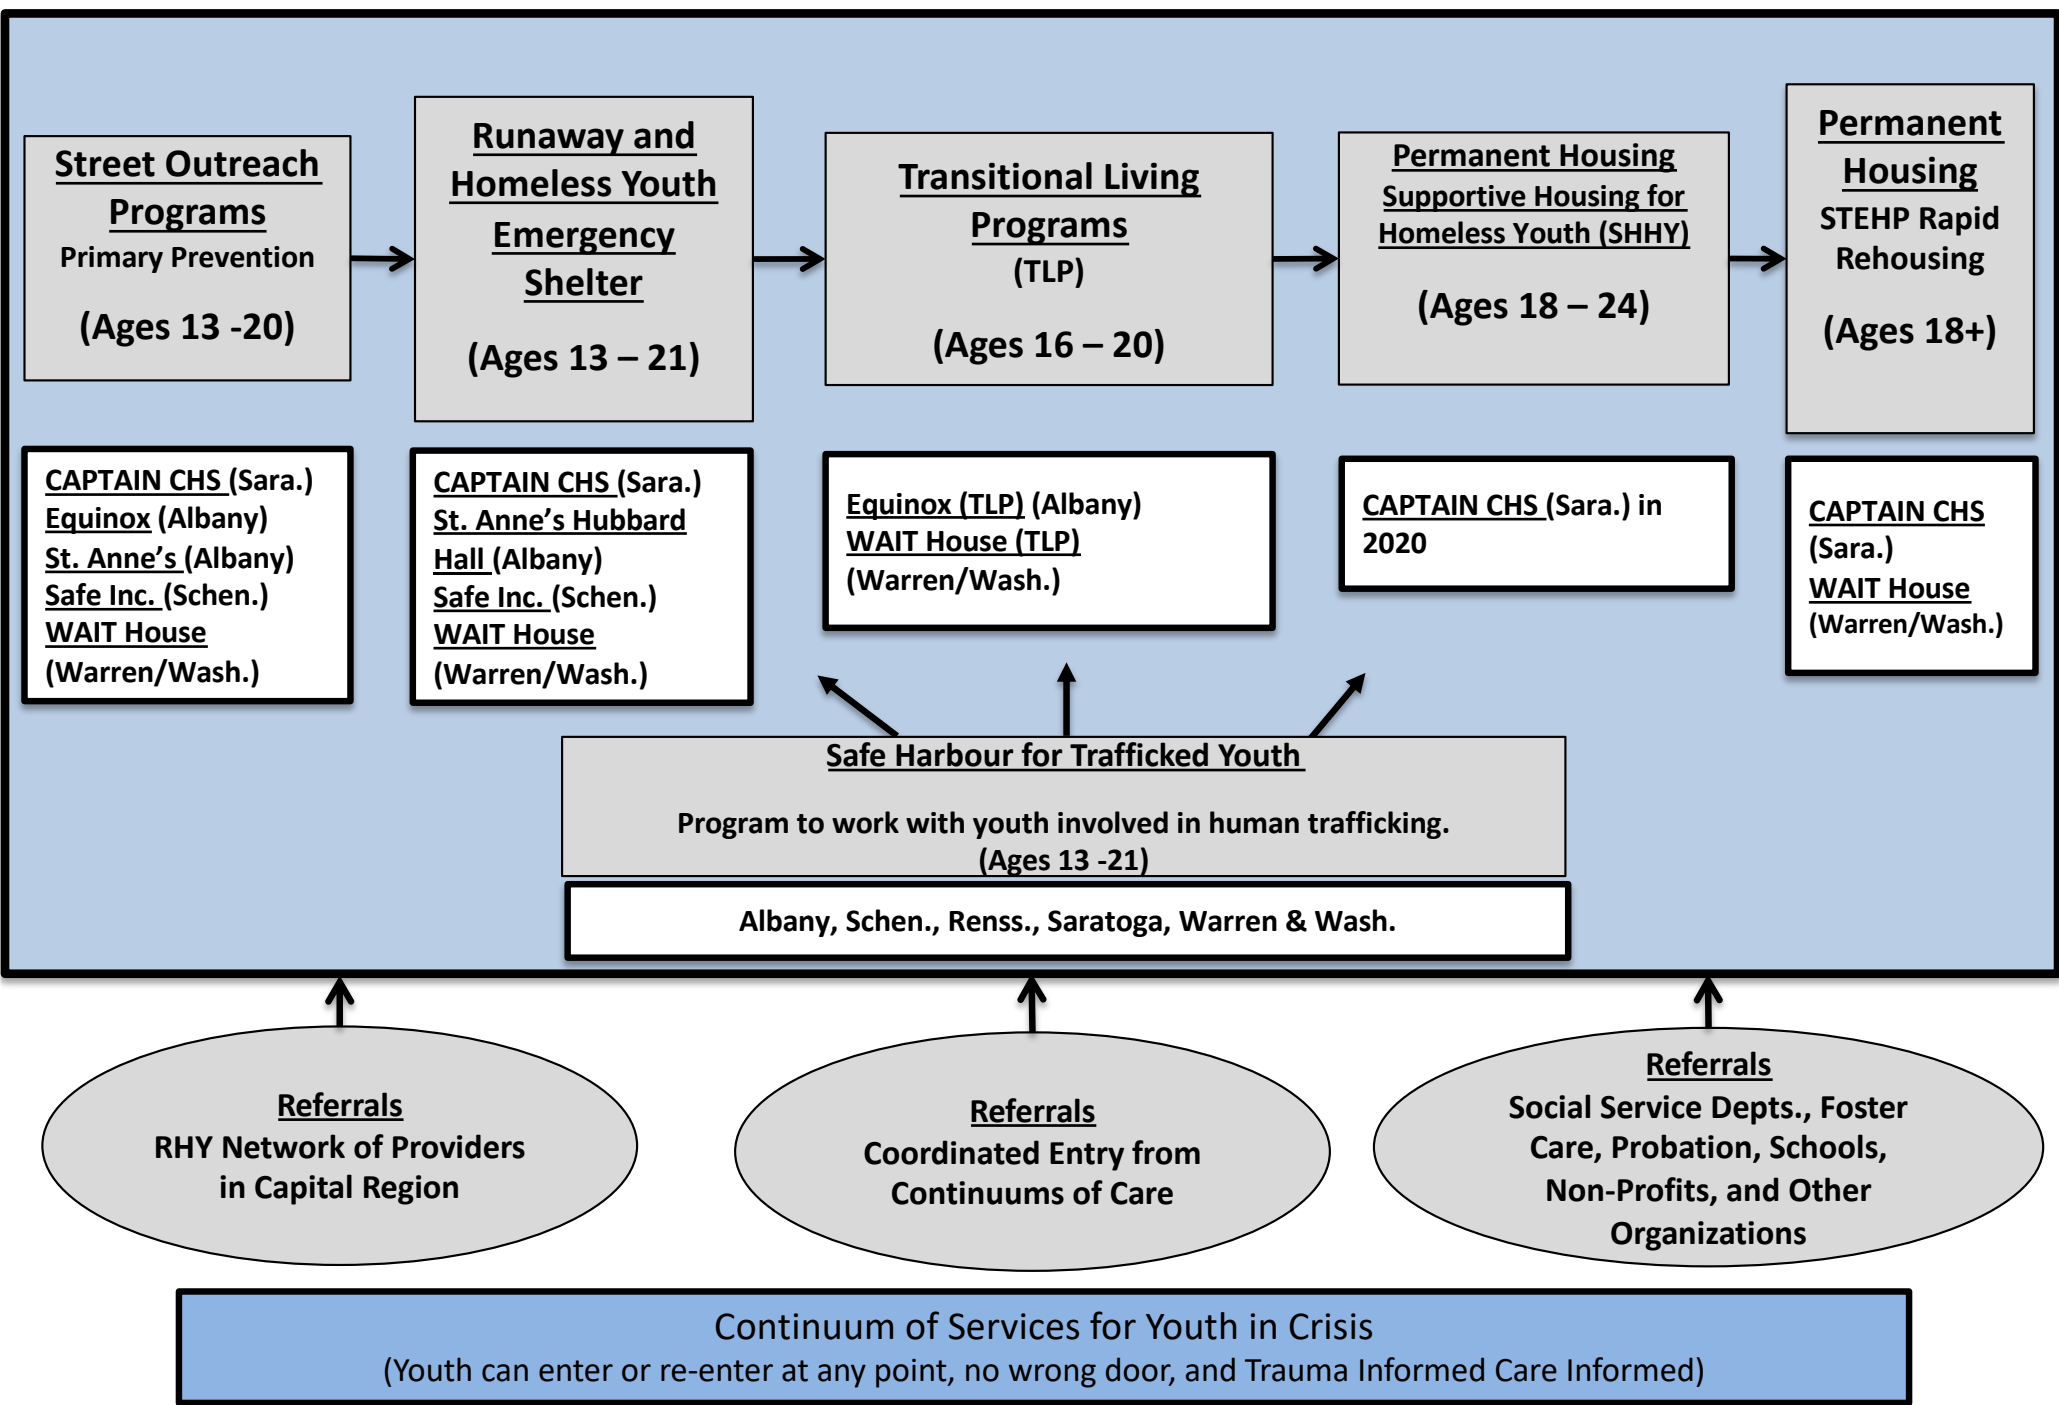 Street Outreach
Programs
Primary Prevention
(Ages 13 -20)
Runaway and
Homeless Youth
Emergency
Shelter
(Ages 13 – 21)
Transitional Living
Programs
(TLP)
(Ages 16 – 20)
Permanent Housing
Supportive Housing for
Homeless Youth (SHHY)
(Ages 18 – 24)
Permanent
Housing
STEHP Rapid
Rehousing
(Ages 18+)
CAPTAIN CHS (Sara.)
Equinox (Albany)
St. Anne’s (Albany)
Safe Inc. (Schen.)
WAIT House
(Warren/Wash.)
CAPTAIN CHS (Sara.)
St. Anne’s Hubbard
Hall (Albany)
Safe Inc. (Schen.)
WAIT House
(Warren/Wash.)
Equinox (TLP) (Albany)
WAIT House (TLP)
(Warren/Wash.)
CAPTAIN CHS (Sara.) in
2020
CAPTAIN CHS
(Sara.)
WAIT House
(Warren/Wash.)
Safe Harbour for Trafficked Youth
Program to work with youth involved in human trafficking.
(Ages 13 -21)
Albany, Schen., Renss., Saratoga, Warren & Wash.
Referrals
RHY Network of Providers
in Capital Region
Referrals
Coordinated Entry from
Continuums of Care
Referrals
Social Service Depts., Foster
Care, Probation, Schools,
Non-Profits, and Other
Organizations
Continuum of Services for Youth in Crisis
(Youth can enter or re-enter at any point, no wrong door, and Trauma Informed Care Informed)